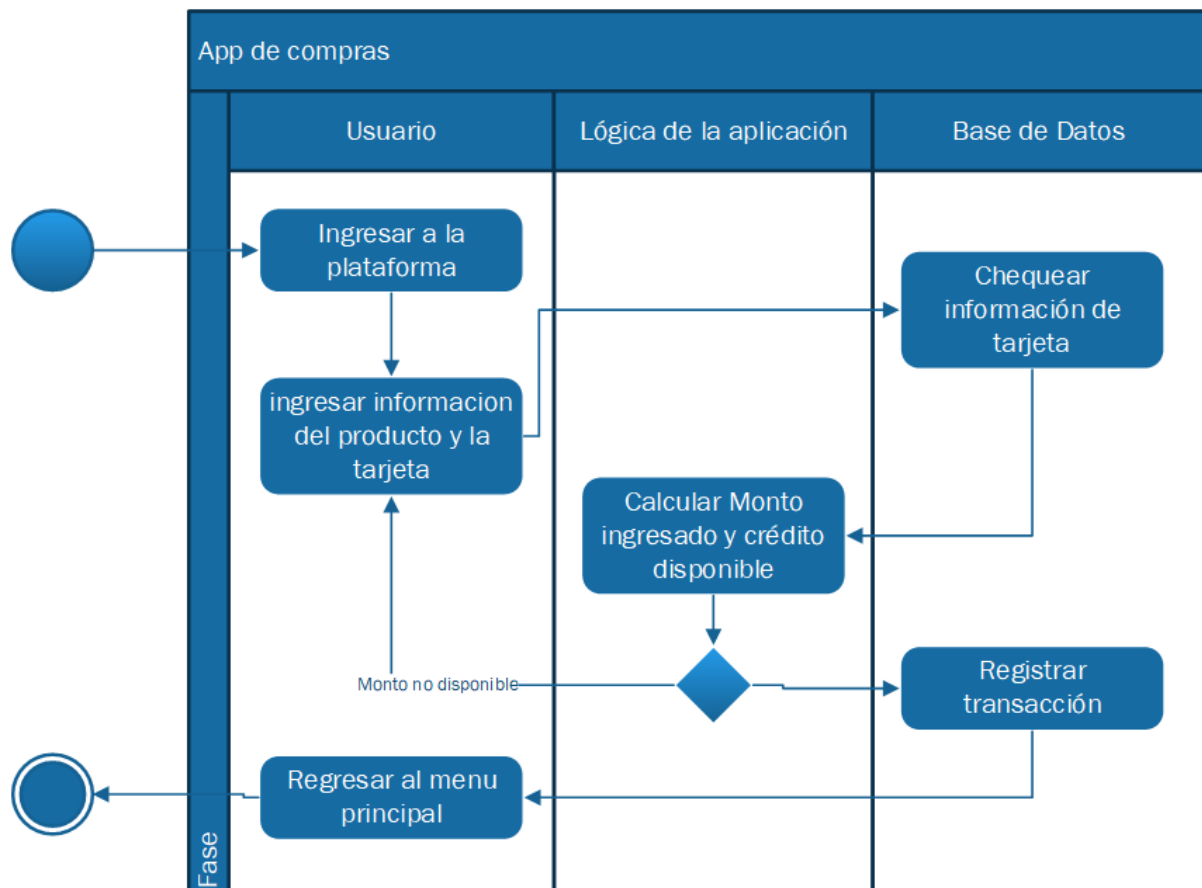 App de compras
Usuario
Lógica de la aplicación
Base de Datos
Ingresar a la
plataforma
Chequear
información de
tarjeta
ingresar informacion
del producto y la
tarjeta
Calcular Monto
ingresado y crédito
disponible
Monto no disponible
Registrar
transacción
Regresar al menu
principal
Fase